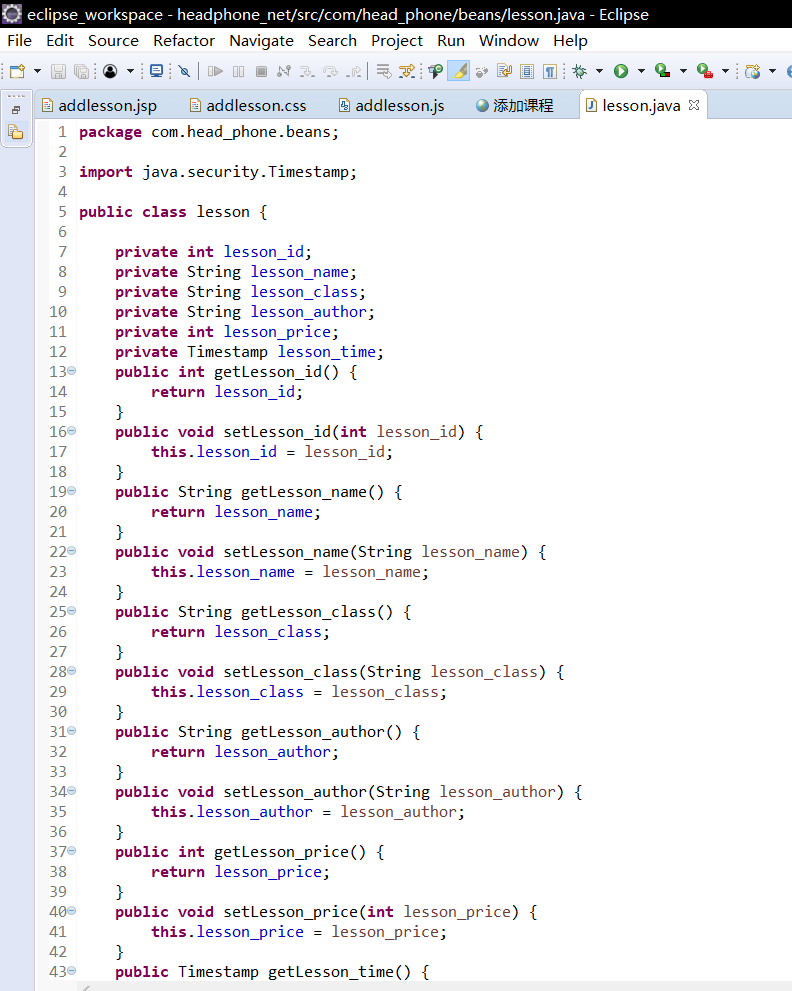 eclipse_workspace - headphone_net/src/com/head_phone/beans/lesson.java - Eclipse
File Edit Source Refactor Navigate Search Project Run Window Help
addlesson.jsp addlesson.css addlesson.js 添加课程 lesson.java
1 package com.head_phone.beans;
2
3 import java.security.Timestamp;
4
5 public class lesson {
6
7     private int lesson_id;
8     private String lesson_name;
9     private String lesson_class;
10     private String lesson_author;
11     private int lesson_price;
12     private Timestamp lesson_time;
13     public int getLesson_id() {
14         return lesson_id;
15     }
16     public void setLesson_id(int lesson_id) {
17         this.lesson_id = lesson_id;
18     }
19     public String getLesson_name() {
20         return lesson_name;
21     }
22     public void setLesson_name(String lesson_name) {
23         this.lesson_name = lesson_name;
24     }
25     public String getLesson_class() {
26         return lesson_class;
27     }
28     public void setLesson_class(String lesson_class) {
29         this.lesson_class = lesson_class;
30     }
31     public String getLesson_author() {
32         return lesson_author;
33     }
34     public void setLesson_author(String lesson_author) {
35         this.lesson_author = lesson_author;
36     }
37     public int getLesson_price() {
38         return lesson_price;
39     }
40     public void setLesson_price(int lesson_price) {
41         this.lesson_price = lesson_price;
42     }
43     public Timestamp getLesson_time() {